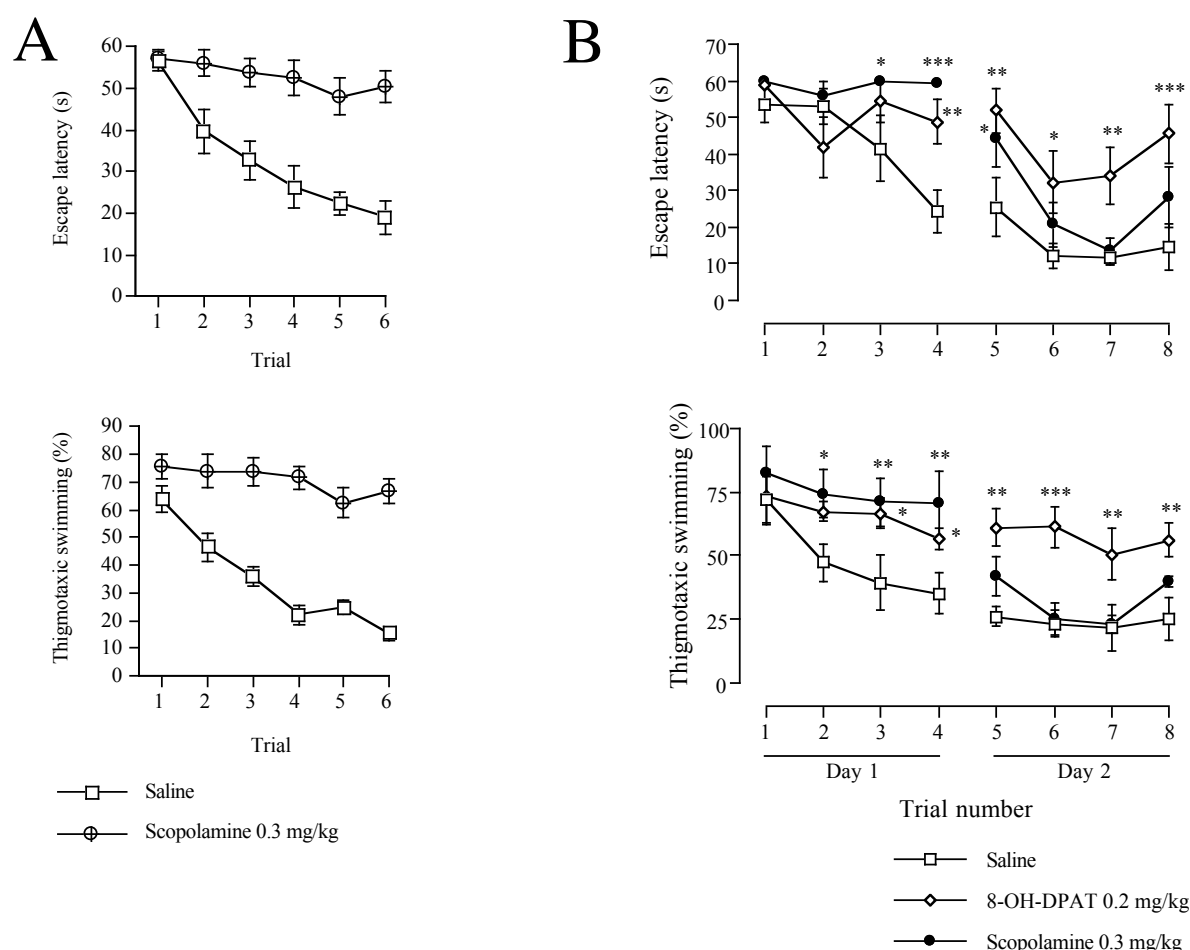 A
60
50
40
30
20
10
0
Escape latency (s)
1 2 3 4 5 6
Trial
90
80
70
60
50
40
30
20
10
0
Thigmotaxic swimming (%)
1 2 3 4 5 6
Trial
Saline
Scopolamine 0.3 mg/kg
B
70
60
50
40
30
20
10
0
Escape latency (s)
* *** ** * ** * ** ***
1 2 3 4 5 6 7 8
100
75
50
25
0
Thigmotaxic swimming (%)
* ** ** * * ** *** ** **
1 2 3 4 5 6 7 8
Day 1 Day 2
Trial number
Saline
8-OH-DPAT 0.2 mg/kg
Scopolamine 0.3 mg/kg